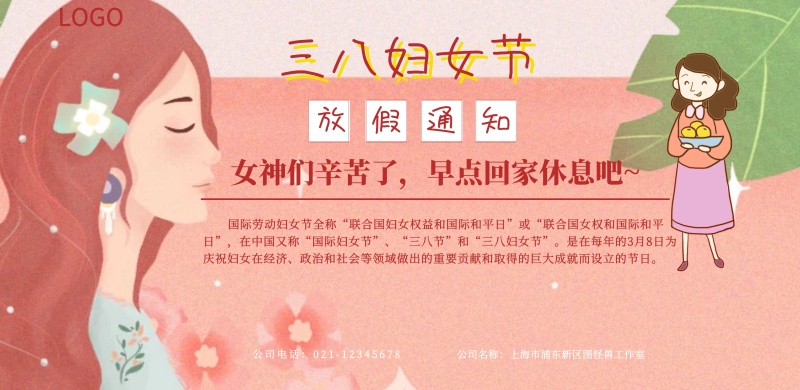 LOGO
三八妇女节
放假通知
女神们辛苦了，早点回家休息吧~
国际劳动妇女节全称“联合国妇女权益和国际和平日”或“联合国女权和国际和平
日”，在中国又称“国际妇女节”、“三八节”和“三八妇女节”。是在每年的3月8日为
庆祝妇女在经济、政治和社会等领域做出的重要贡献和取得的巨大成就而设立的节日。
公司电话：021-12345678
公司名称：上海市浦东新区图怪兽工作室